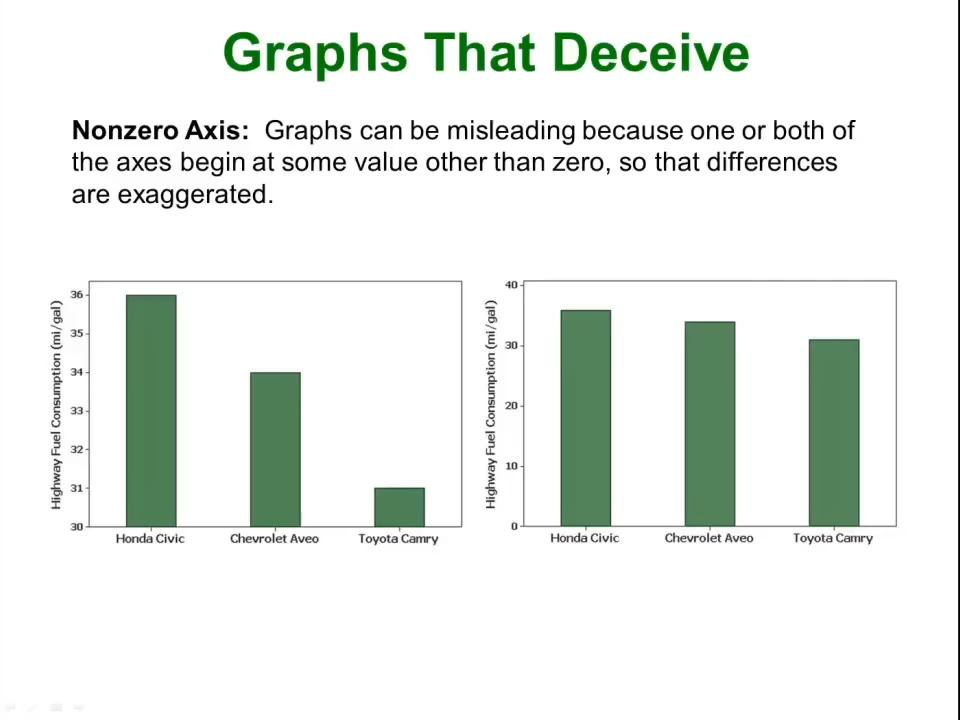 Graphs That Deceive
Nonzero Axis: Graphs can be misleading because one or both of
the axes begin at some value other than zero, so that differences
are exaggerated.
Highway Fuel Consumption (mi/gal)
36
35
34
33
32
31
30
Honda Civic Chevrolet Aveo Toyota Camry
Highway Fuel Consumption (mi/gal)
40
30
20
10
0
Honda Civic Chevrolet Aveo Toyota Camry